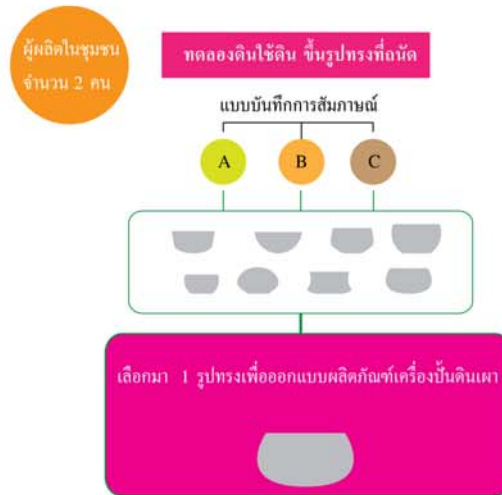 ผู้ผลิตในชุมชน
จำนวน 2 คน
ทดลองดินใช้ดิน ขึ้นรูปทรงที่ถนัด
แบบบันทึกการสัมภาษณ์
A B C
เลือกมา 1 รูปทรงเพื่อออกแบบผลิตภัณฑ์เครื่องปั้นดินเผา